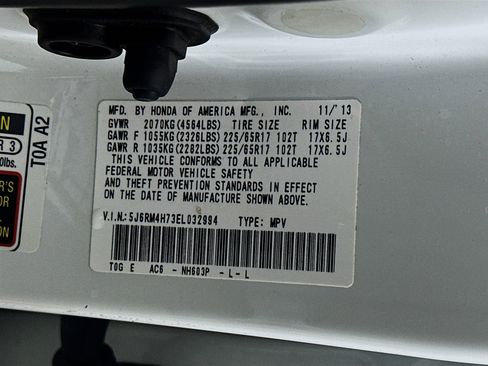 MFD. BY HONDA OF AMERICA MFG., INC. 11/'13
GVWR 2070KG(4564LBS) TIRE SIZE RIM SIZE
GAWR F 1055KG(2326LBS) 225/65R17 102T 17X6.5J
GAWR R 1035KG(2282LBS) 225/65R17 102T 17X6.5J
THIS VEHICLE CONFORMS TO ALL APPLICABLE
FEDERAL MOTOR VEHICLE SAFETY
AND THEFT PREVENTION STANDARDS IN EFFECT
ON THE DATE OF MANUFACTURE SHOWN ABOVE.
V.I.N.: 5J6RM4H73EL032994 TYPE: MPV
T0G E AC6 - NH603P - L - L
T0A A2